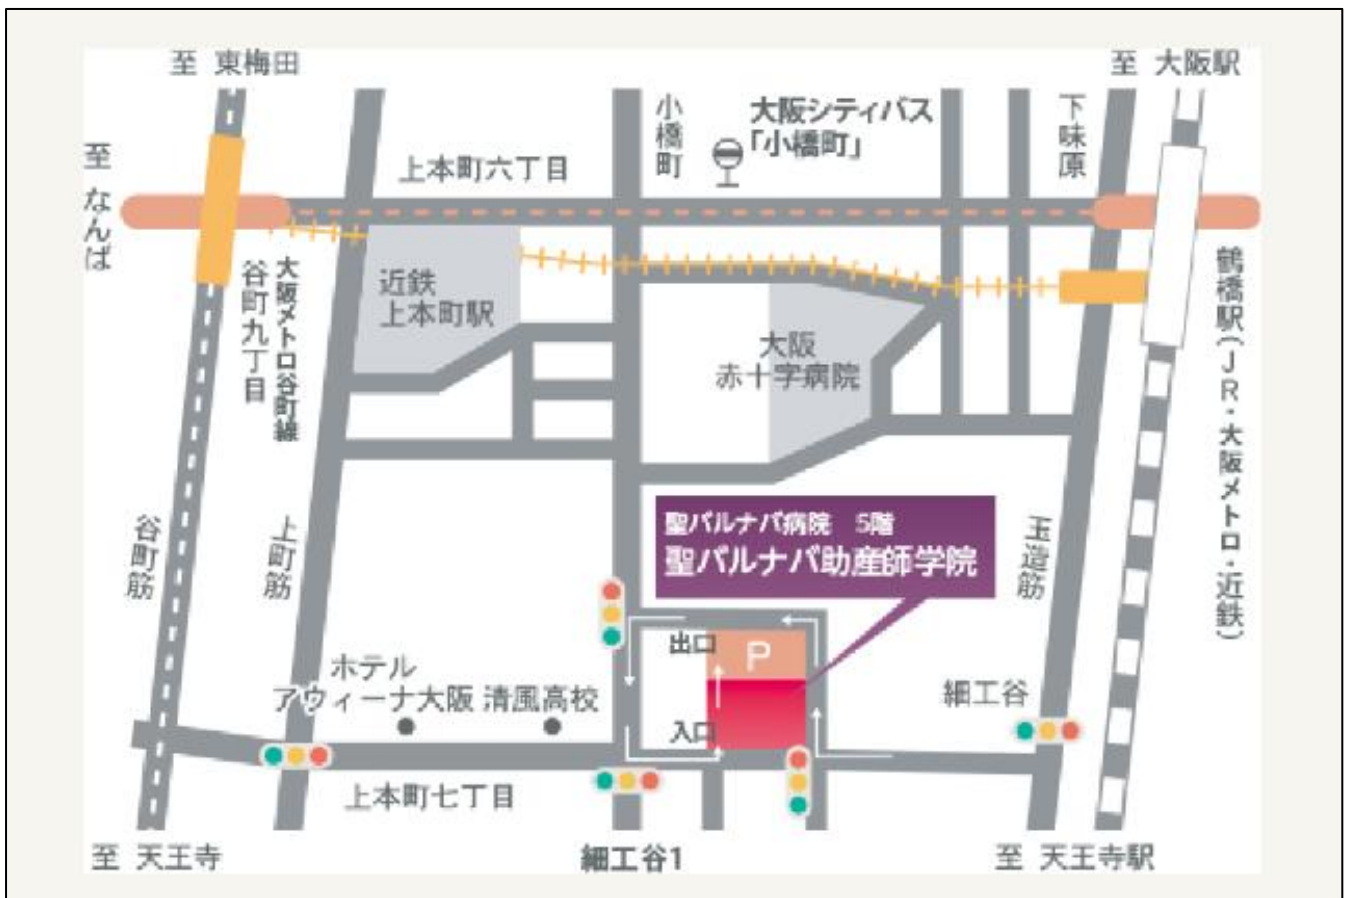 至 東梅田
至 大阪駅
小橋町
大阪シティバス
「小橋町」
下味原
至 なんば
上本町六丁目
近鉄
上本町駅
大阪メトロ谷町線
谷町九丁目
大阪
赤十字病院
鶴橋駅(JR・大阪メトロ・近鉄)
谷町筋
上町筋
聖バルナバ病院 5階
聖バルナバ助産師学院
玉造筋
出口
P
入口
ホテル
アウィーナ大阪
清風高校
細工谷
上本町七丁目
至 天王寺
細工谷1
至 天王寺駅